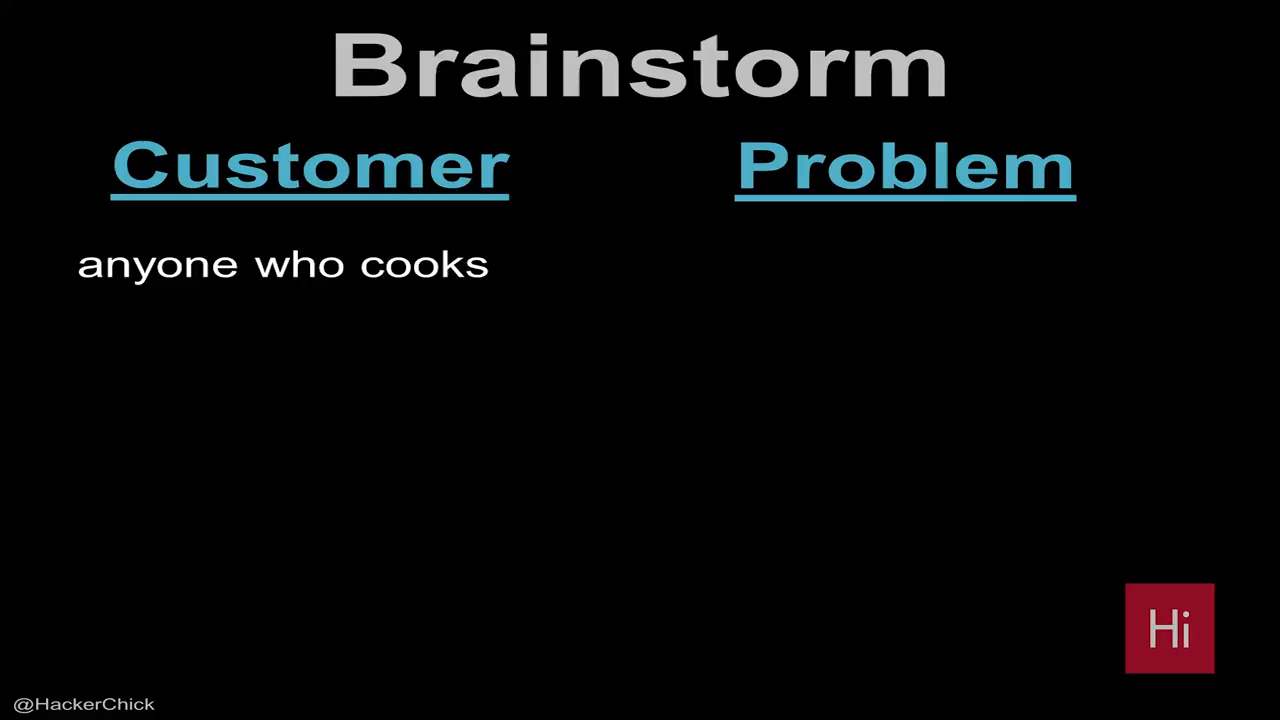 Brainstorm
Customer
Problem
anyone who cooks
Hi
@HackerChick